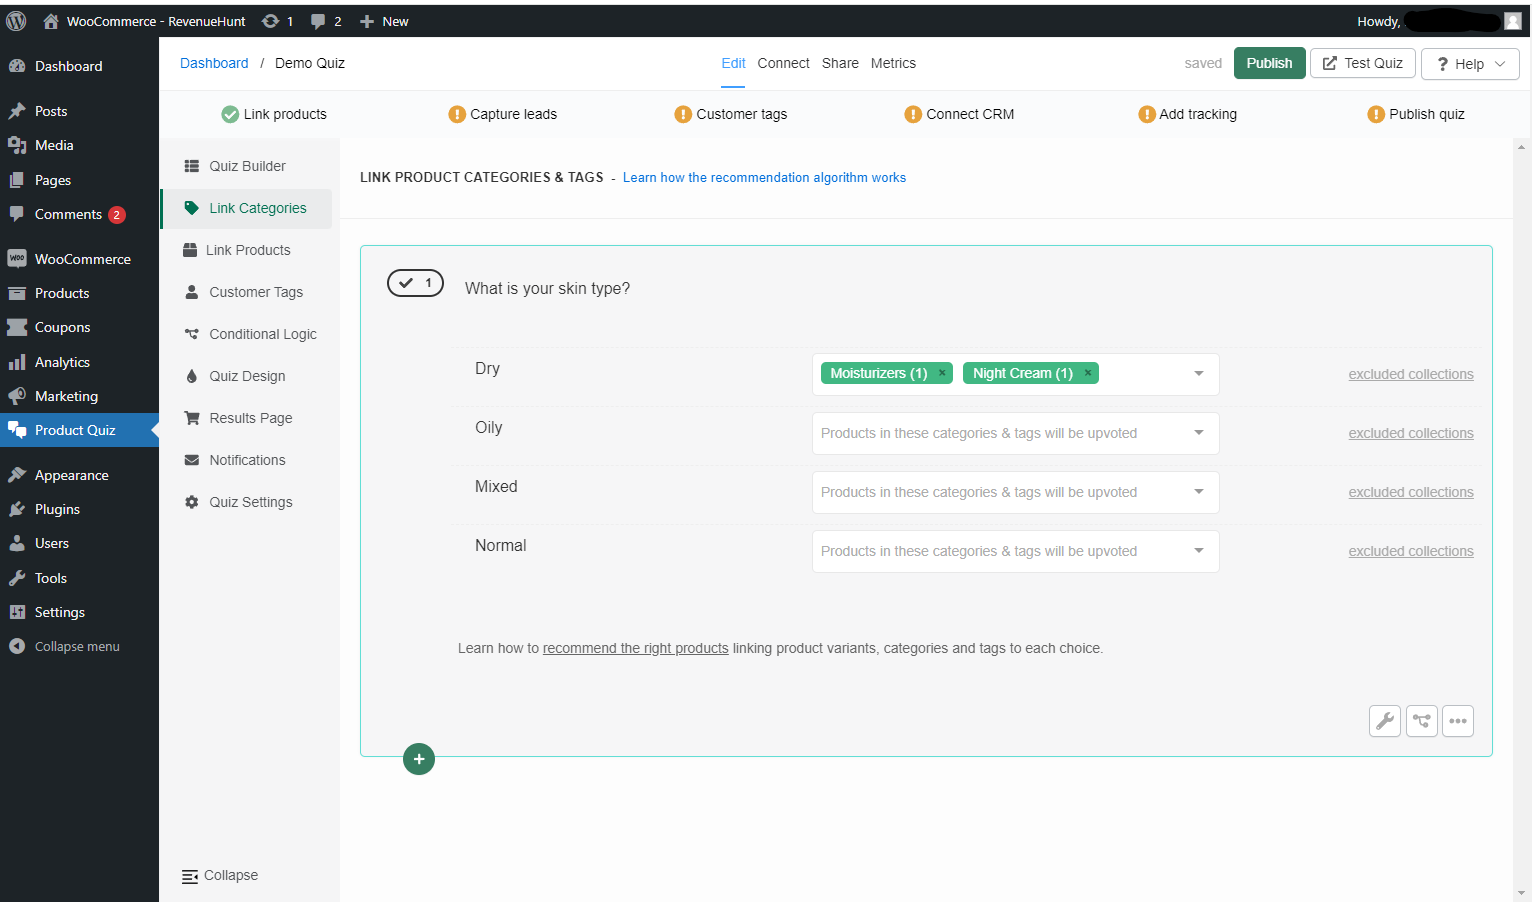 WooCommerce - RevenueHunt 1 2 New Howdy,
Dashboard
Posts
Media
Pages
Comments 2
woo WooCommerce
Products
Coupons
Analytics
Marketing
Product Quiz
Appearance
Plugins
Users
Tools
Settings
Collapse menu
Dashboard / Demo Quiz Edit Connect Share Metrics saved Publish Test Quiz ? Help
Link products ! Capture leads ! Customer tags ! Connect CRM ! Add tracking ! Publish quiz
Quiz Builder
Link Categories
Link Products
Customer Tags
Conditional Logic
Quiz Design
Results Page
Notifications
Quiz Settings
Collapse
LINK PRODUCT CATEGORIES & TAGS - Learn how the recommendation algorithm works
1 What is your skin type?
Dry Moisturizers (1) × Night Cream (1) × excluded collections
Oily Products in these categories & tags will be upvoted excluded collections
Mixed Products in these categories & tags will be upvoted excluded collections
Normal Products in these categories & tags will be upvoted excluded collections
Learn how to recommend the right products linking product variants, categories and tags to each choice.
+